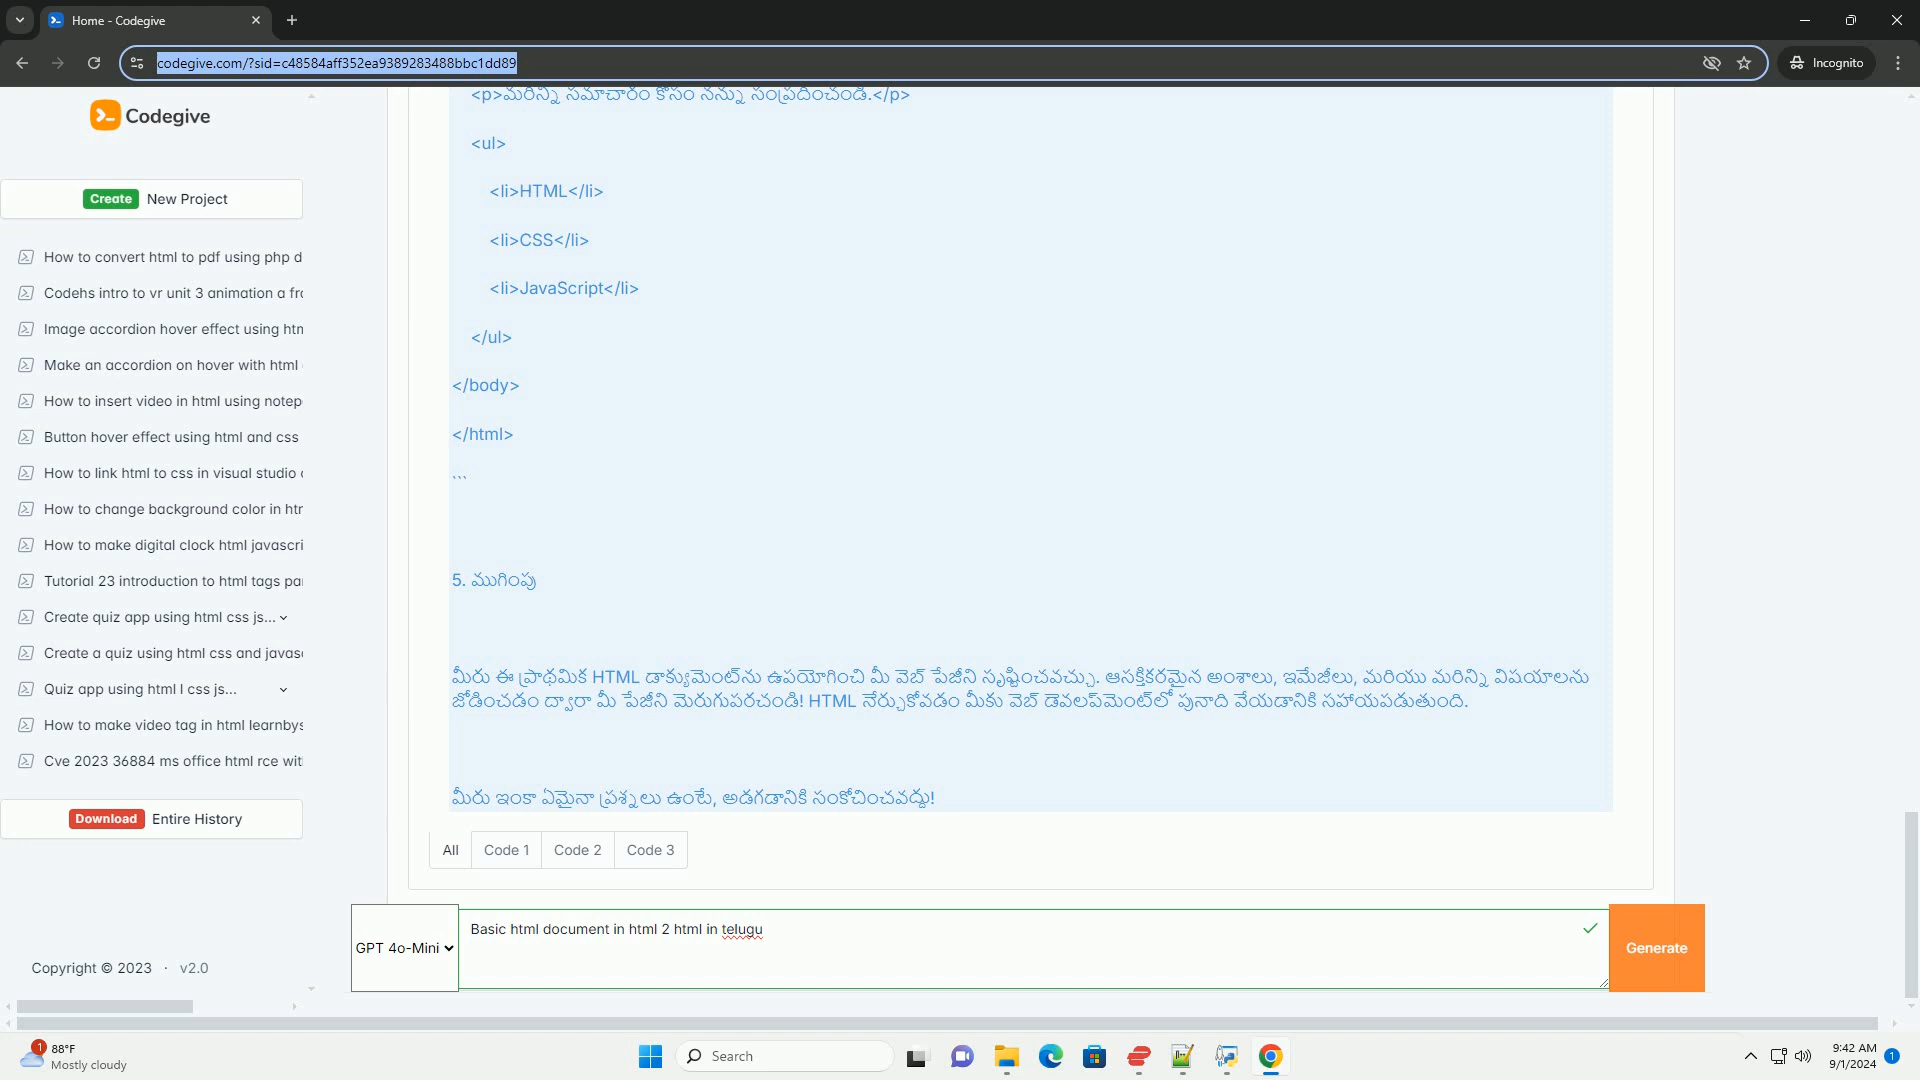 Home - Codegive
codegive.com/?sid=c48584aff352ea9389283488bbc1dd89
Incognito
Codegive
Create New Project
How to convert html to pdf using php d
Codehs intro to vr unit 3 animation a fra
Image accordion hover effect using htm
Make an accordion on hover with html
How to insert video in html using notep
Button hover effect using html and css
How to link html to css in visual studio
How to change background color in htm
How to make digital clock html javascri
Tutorial 23 introduction to html tags par
Create quiz app using html css js...
Create a quiz using html css and javasc
Quiz app using html l css js...
How to make video tag in html learnbys
Cve 2023 36884 ms office html rce wit
Download Entire History
Copyright © 2023 · v2.0
<p>మరిన్ని సమాచారం కోసం నన్ను సంప్రదించండి.</p>
<ul>
<li>HTML</li>
<li>CSS</li>
<li>JavaScript</li>
</ul>
</body>
</html>
```
5. ముగింపు
మీరు ఈ ప్రాథమిక HTML డాక్యుమెంట్‌ను ఉపయోగించి మీ వెబ్ పేజీని సృష్టించవచ్చు. ఆసక్తికరమైన అంశాలు, ఇమేజీలు, మరియు మరిన్ని విషయాలను
జోడించడం ద్వారా మీ పేజీని మెరుగుపరచండి! HTML నేర్చుకోవడం మీకు వెబ్ డెవలప్‌మెంట్‌లో పునాది వేయడానికి సహాయపడుతుంది.
మీరు ఇంకా ఏమైనా ప్రశ్నలు ఉంటే, అడగడానికి సంకోచించవద్దు!
All Code 1 Code 2 Code 3
GPT 4o-Mini
Basic html document in html 2 html in telugu
Generate
1
88°F
Mostly cloudy
Search
9:42 AM
9/1/2024
1